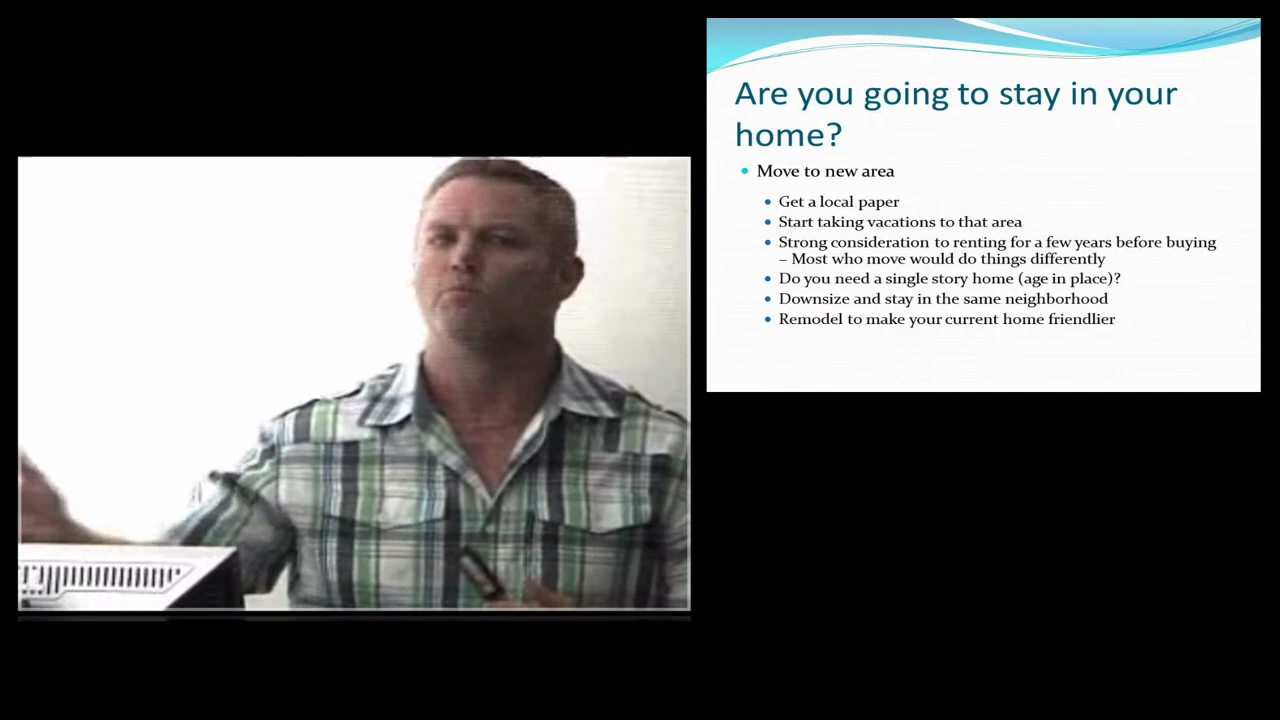 Are you going to stay in your
home?
Move to new area
Get a local paper
Start taking vacations to that area
Strong consideration to renting for a few years before buying
– Most who move would do things differently
Do you need a single story home (age in place)?
Downsize and stay in the same neighborhood
Remodel to make your current home friendlier